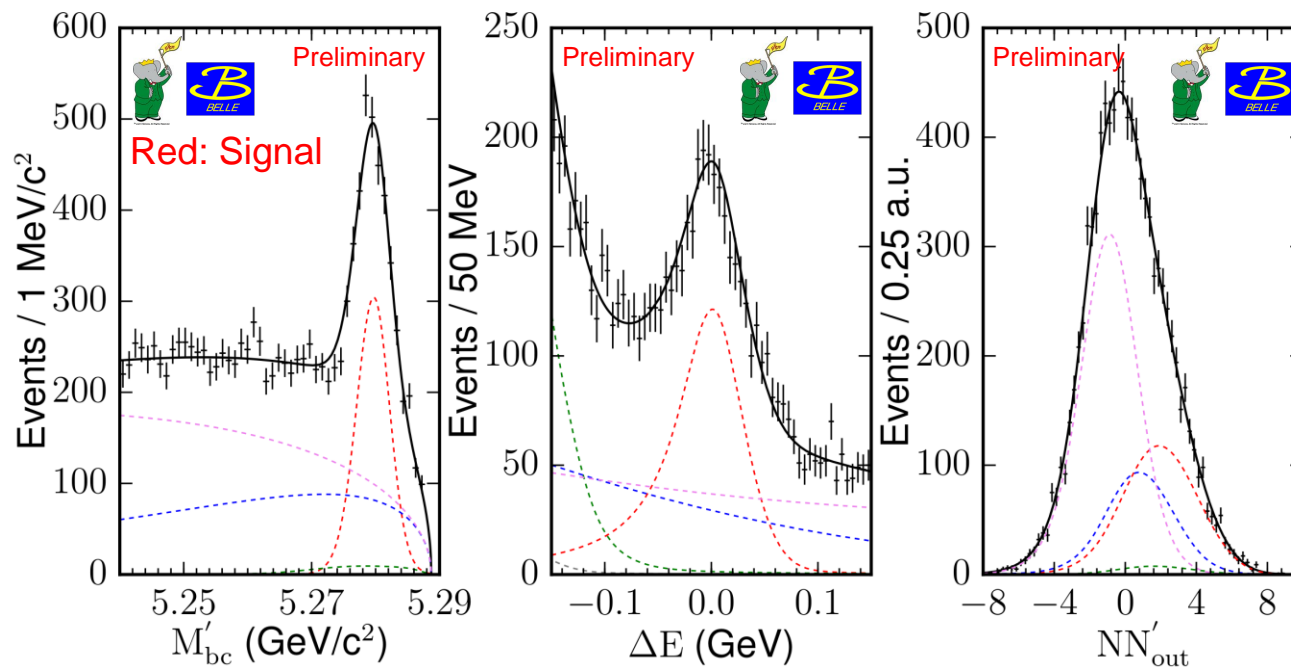 600
500
400
300
200
100
0
Events / 1 MeV/c²
5.25
5.27
5.29
M′bc (GeV/c²)
Preliminary
B
BELLE
Red: Signal
250
200
150
100
50
0
Events / 50 MeV
−0.1
0.0
0.1
ΔE (GeV)
Preliminary
B
BELLE
500
400
300
200
100
0
Events / 0.25 a.u.
−8
−4
0
4
8
NN′out
Preliminary
B
BELLE